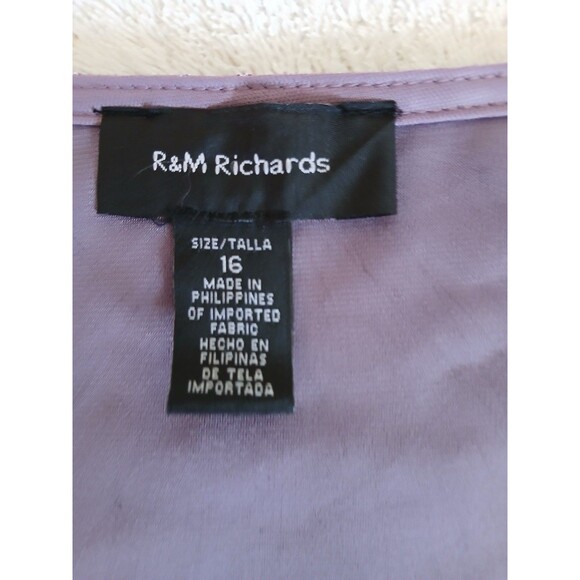 R&M Richards
SIZE/TALLA
16
MADE IN
PHILIPPINES
OF IMPORTED
FABRIC
HECHO EN
FILIPINAS
DE TELA
IMPORTADA